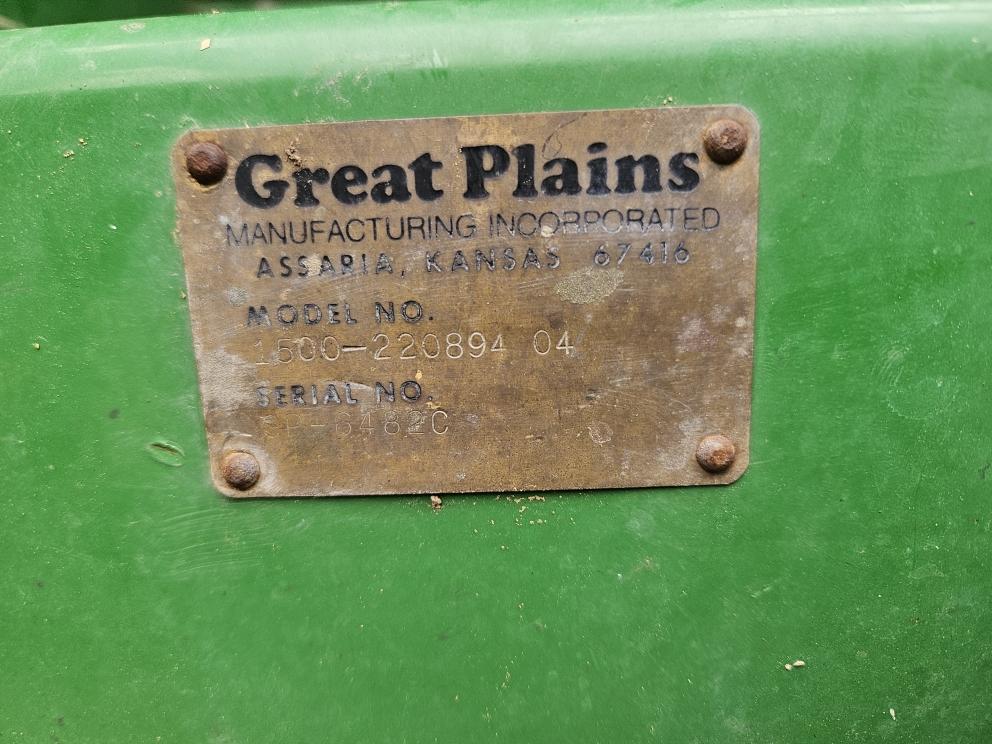 Great Plains
MANUFACTURING INCORPORATED
ASSARIA, KANSAS 67416
MODEL NO.
1500-220894 04
SERIAL NO.